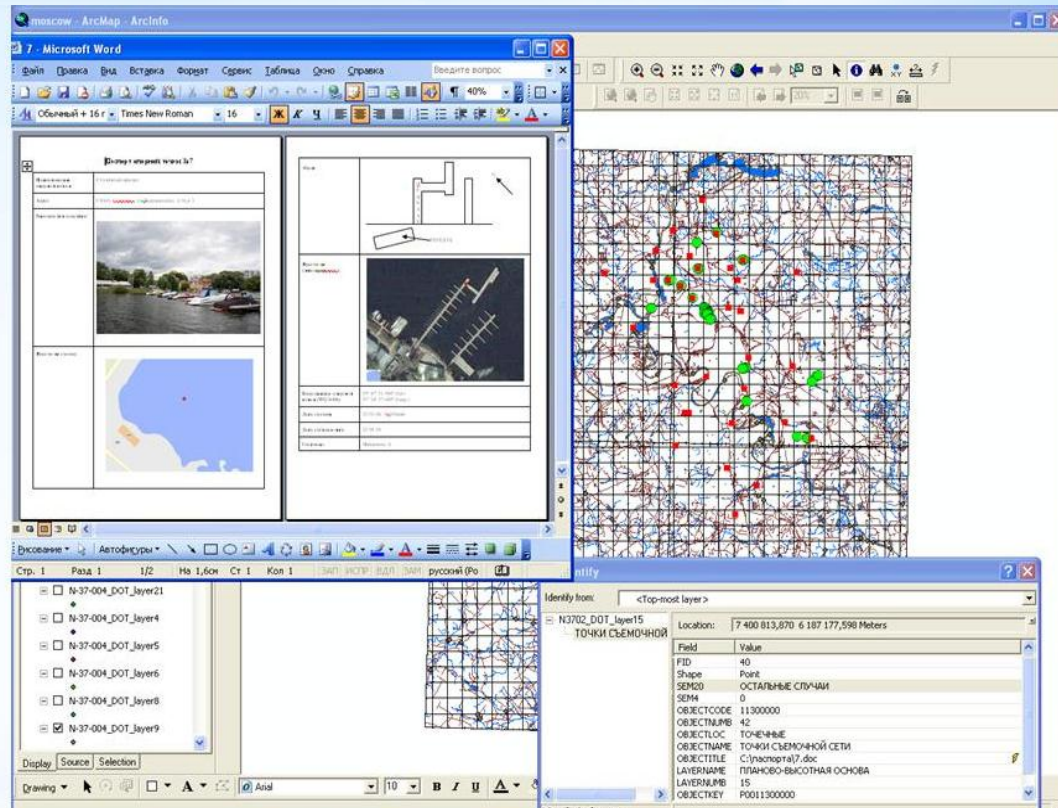 moscow - ArcMap - ArcInfo
7 - Microsoft Word
Файл Правка Вид Вставка Формат Сервис Таблица Окно Справка
Введите вопрос
40%
Обычный + 16 г
Times New Roman
16
Ж К Ч
20%
Паспорт опорной точки №7
Рисование
Автофигуры
Стр. 1 Разд 1 1/2 На 1,6см Ст 1 Кол 1 ЗАП ИСПР ВДЛ ЗАМ русский (Ро
N-37-004_DOT_layer21
N-37-004_DOT_layer4
N-37-004_DOT_layer5
N-37-004_DOT_layer6
N-37-004_DOT_layer8
N-37-004_DOT_layer9
Display Source Selection
Drawing
Arial
10
B I U A
ntify
Identify from: <Top-most layer>
N3702_DOT_layer15
ТОЧКИ СЪЕМОЧНОЙ
Location: 7 400 813,870 6 187 177,598 Meters
Field Value
FID 40
Shape Point
SEM20 ОСТАЛЬНЫЕ СЛУЧАИ
SEM4 0
OBJECTCODE 11300000
OBJECTNUMB 42
OBJECTLOC ТОЧЕЧНЫЕ
OBJECTNAME ТОЧКИ СЪЕМОЧНОЙ СЕТИ
OBJECTTITLE C:\паспорта\7.doc
LAYERNAME ПЛАНОВО-ВЫСОТНАЯ ОСНОВА
LAYERNUMB 15
OBJECTKEY P0011300000